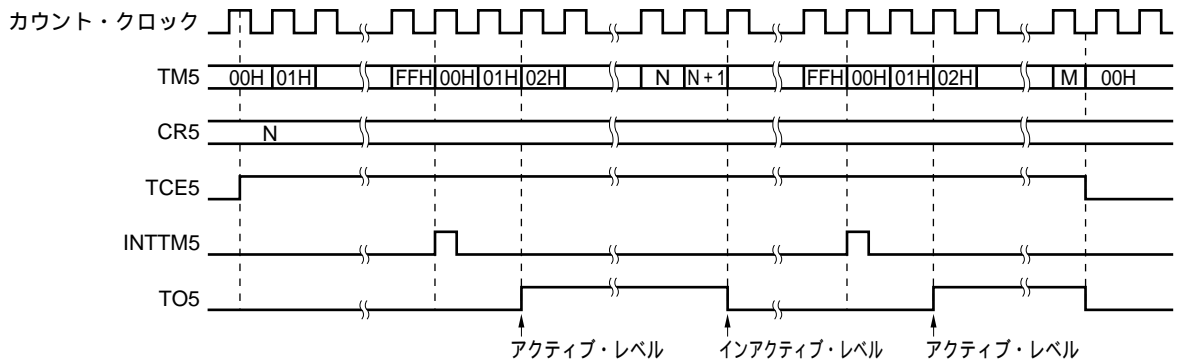 カウント・クロック
TM5 00H 01H FFH 00H 01H 02H N N+1 FFH 00H 01H 02H M 00H
CR5 N
TCE5
INTTM5
TO5
アクティブ・レベル インアクティブ・レベル アクティブ・レベル